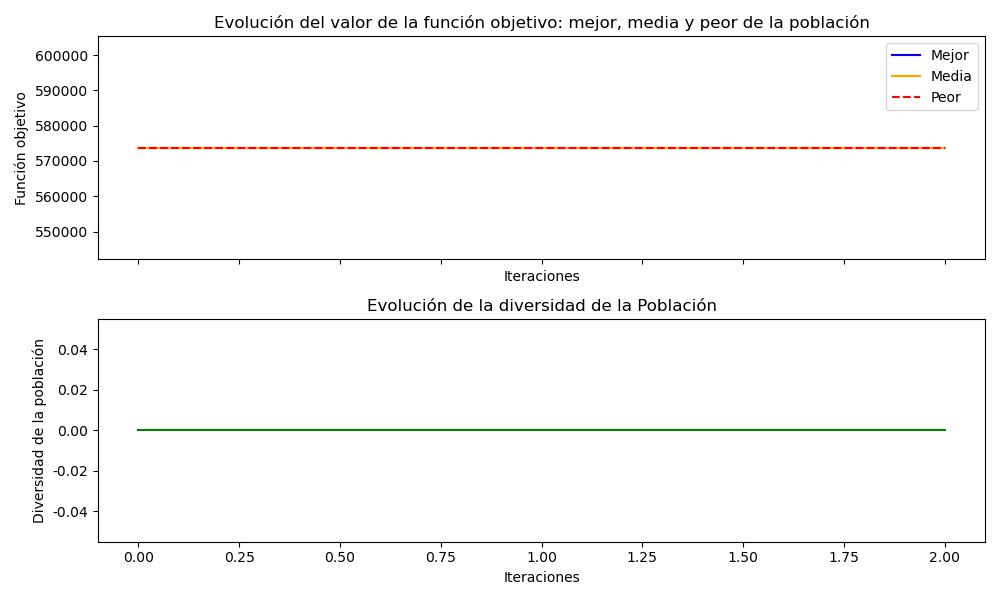 Evolución del valor de la función objetivo: mejor, media y peor de la población
Función objetivo
600000
590000
580000
570000
560000
550000
Mejor
Media
Peor
Iteraciones
Evolución de la diversidad de la Población
Diversidad de la población
0.04
0.02
0.00
-0.02
-0.04
0.00 0.25 0.50 0.75 1.00 1.25 1.50 1.75 2.00
Iteraciones